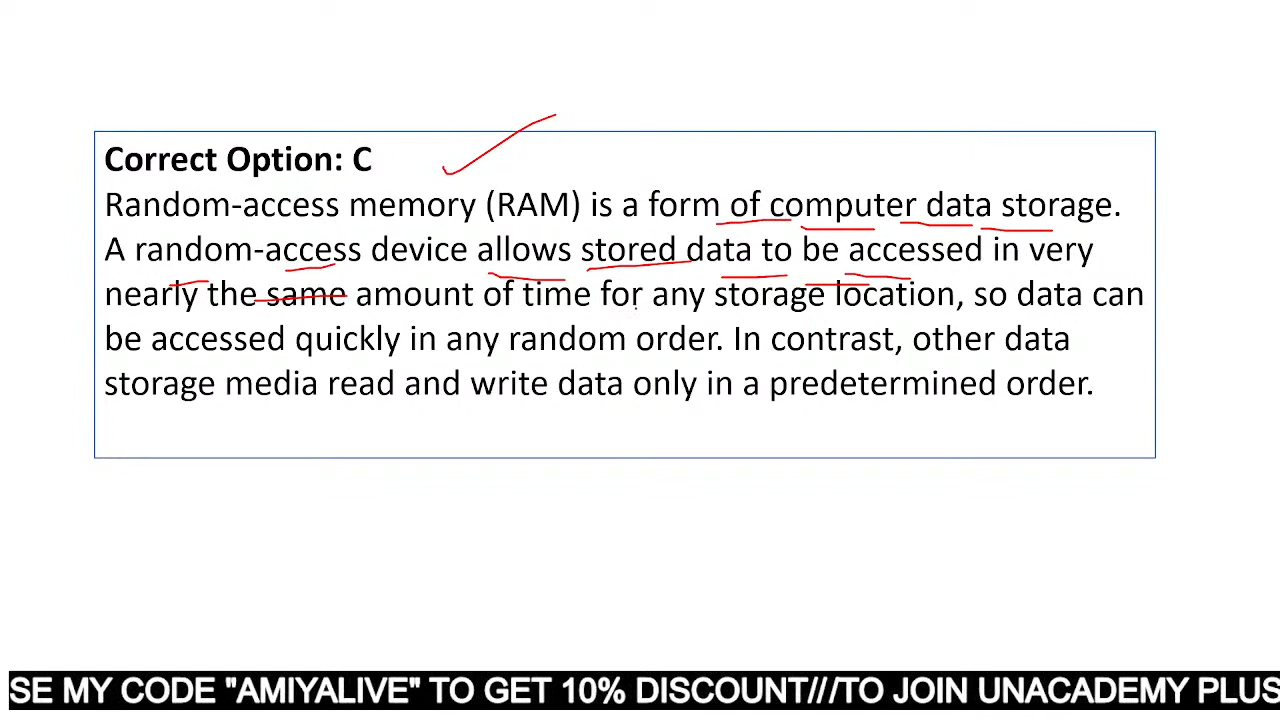 Correct Option: C
Random-access memory (RAM) is a form of computer data storage.
A random-access device allows stored data to be accessed in very
nearly the same amount of time for any storage location, so data can
be accessed quickly in any random order. In contrast, other data
storage media read and write data only in a predetermined order.
SE MY CODE "AMIYALIVE" TO GET 10% DISCOUNT///TO JOIN UNACADEMY PLUS